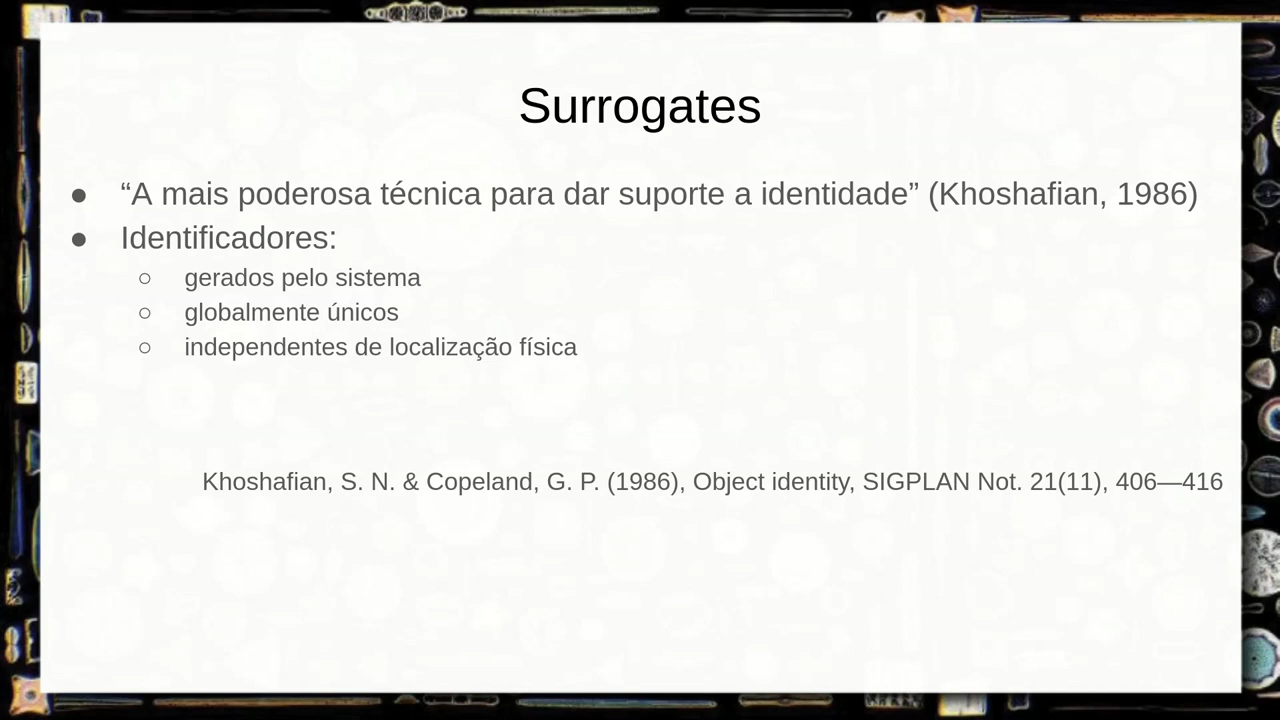 Surrogates
● “A mais poderosa técnica para dar suporte a identidade” (Khoshafian, 1986)
● Identificadores:
○ gerados pelo sistema
○ globalmente únicos
○ independentes de localização física
Khoshafian, S. N. & Copeland, G. P. (1986), Object identity, SIGPLAN Not. 21(11), 406—416